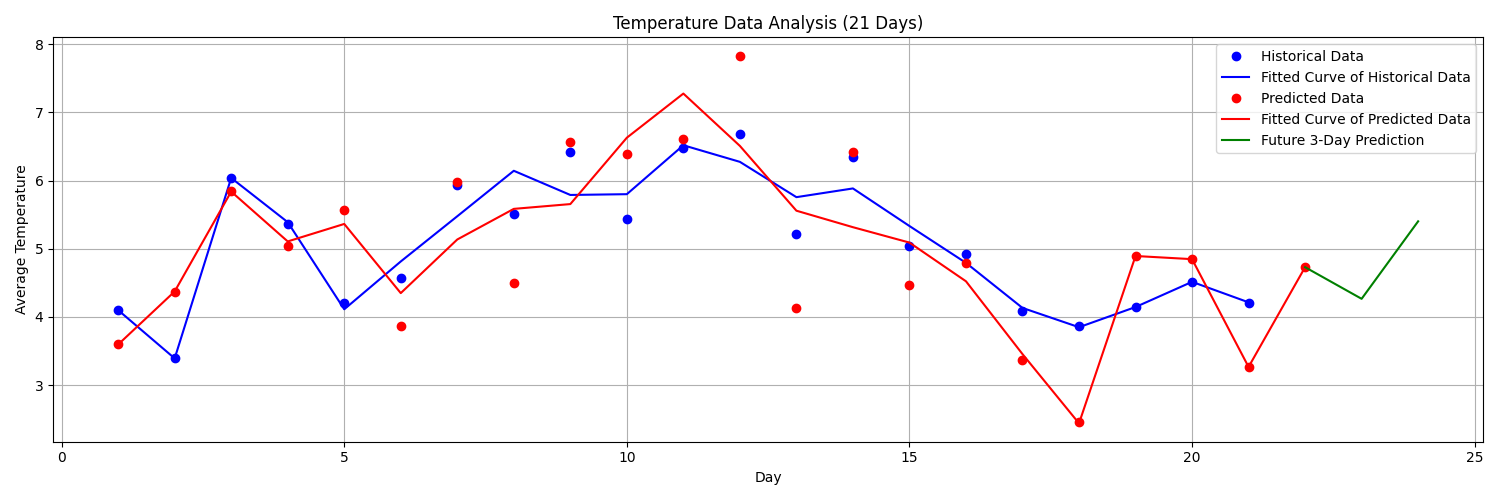 Temperature Data Analysis (21 Days)
8
7
6
5
4
3
Average Temperature
Historical Data
Fitted Curve of Historical Data
Predicted Data
Fitted Curve of Predicted Data
Future 3-Day Prediction
0 5 10 15 20 25
Day